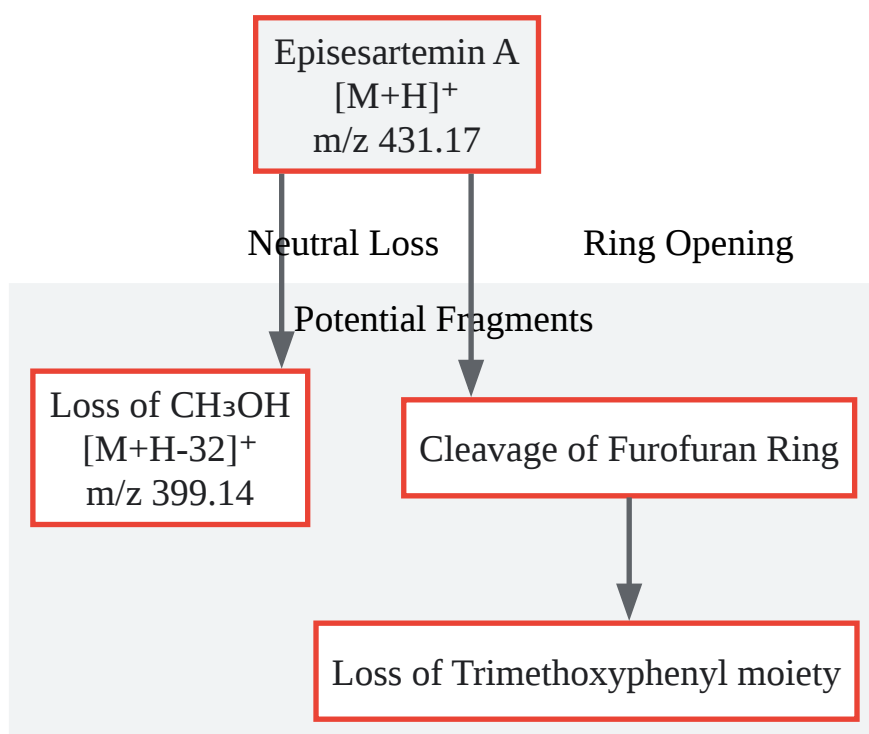 Episesartemin A
[M+H]⁺
m/z 431.17
Neutral Loss
Ring Opening
Potential Fragments
Loss of CH₃OH
[M+H-32]⁺
m/z 399.14
Cleavage of Furofuran Ring
Loss of Trimethoxyphenyl moiety